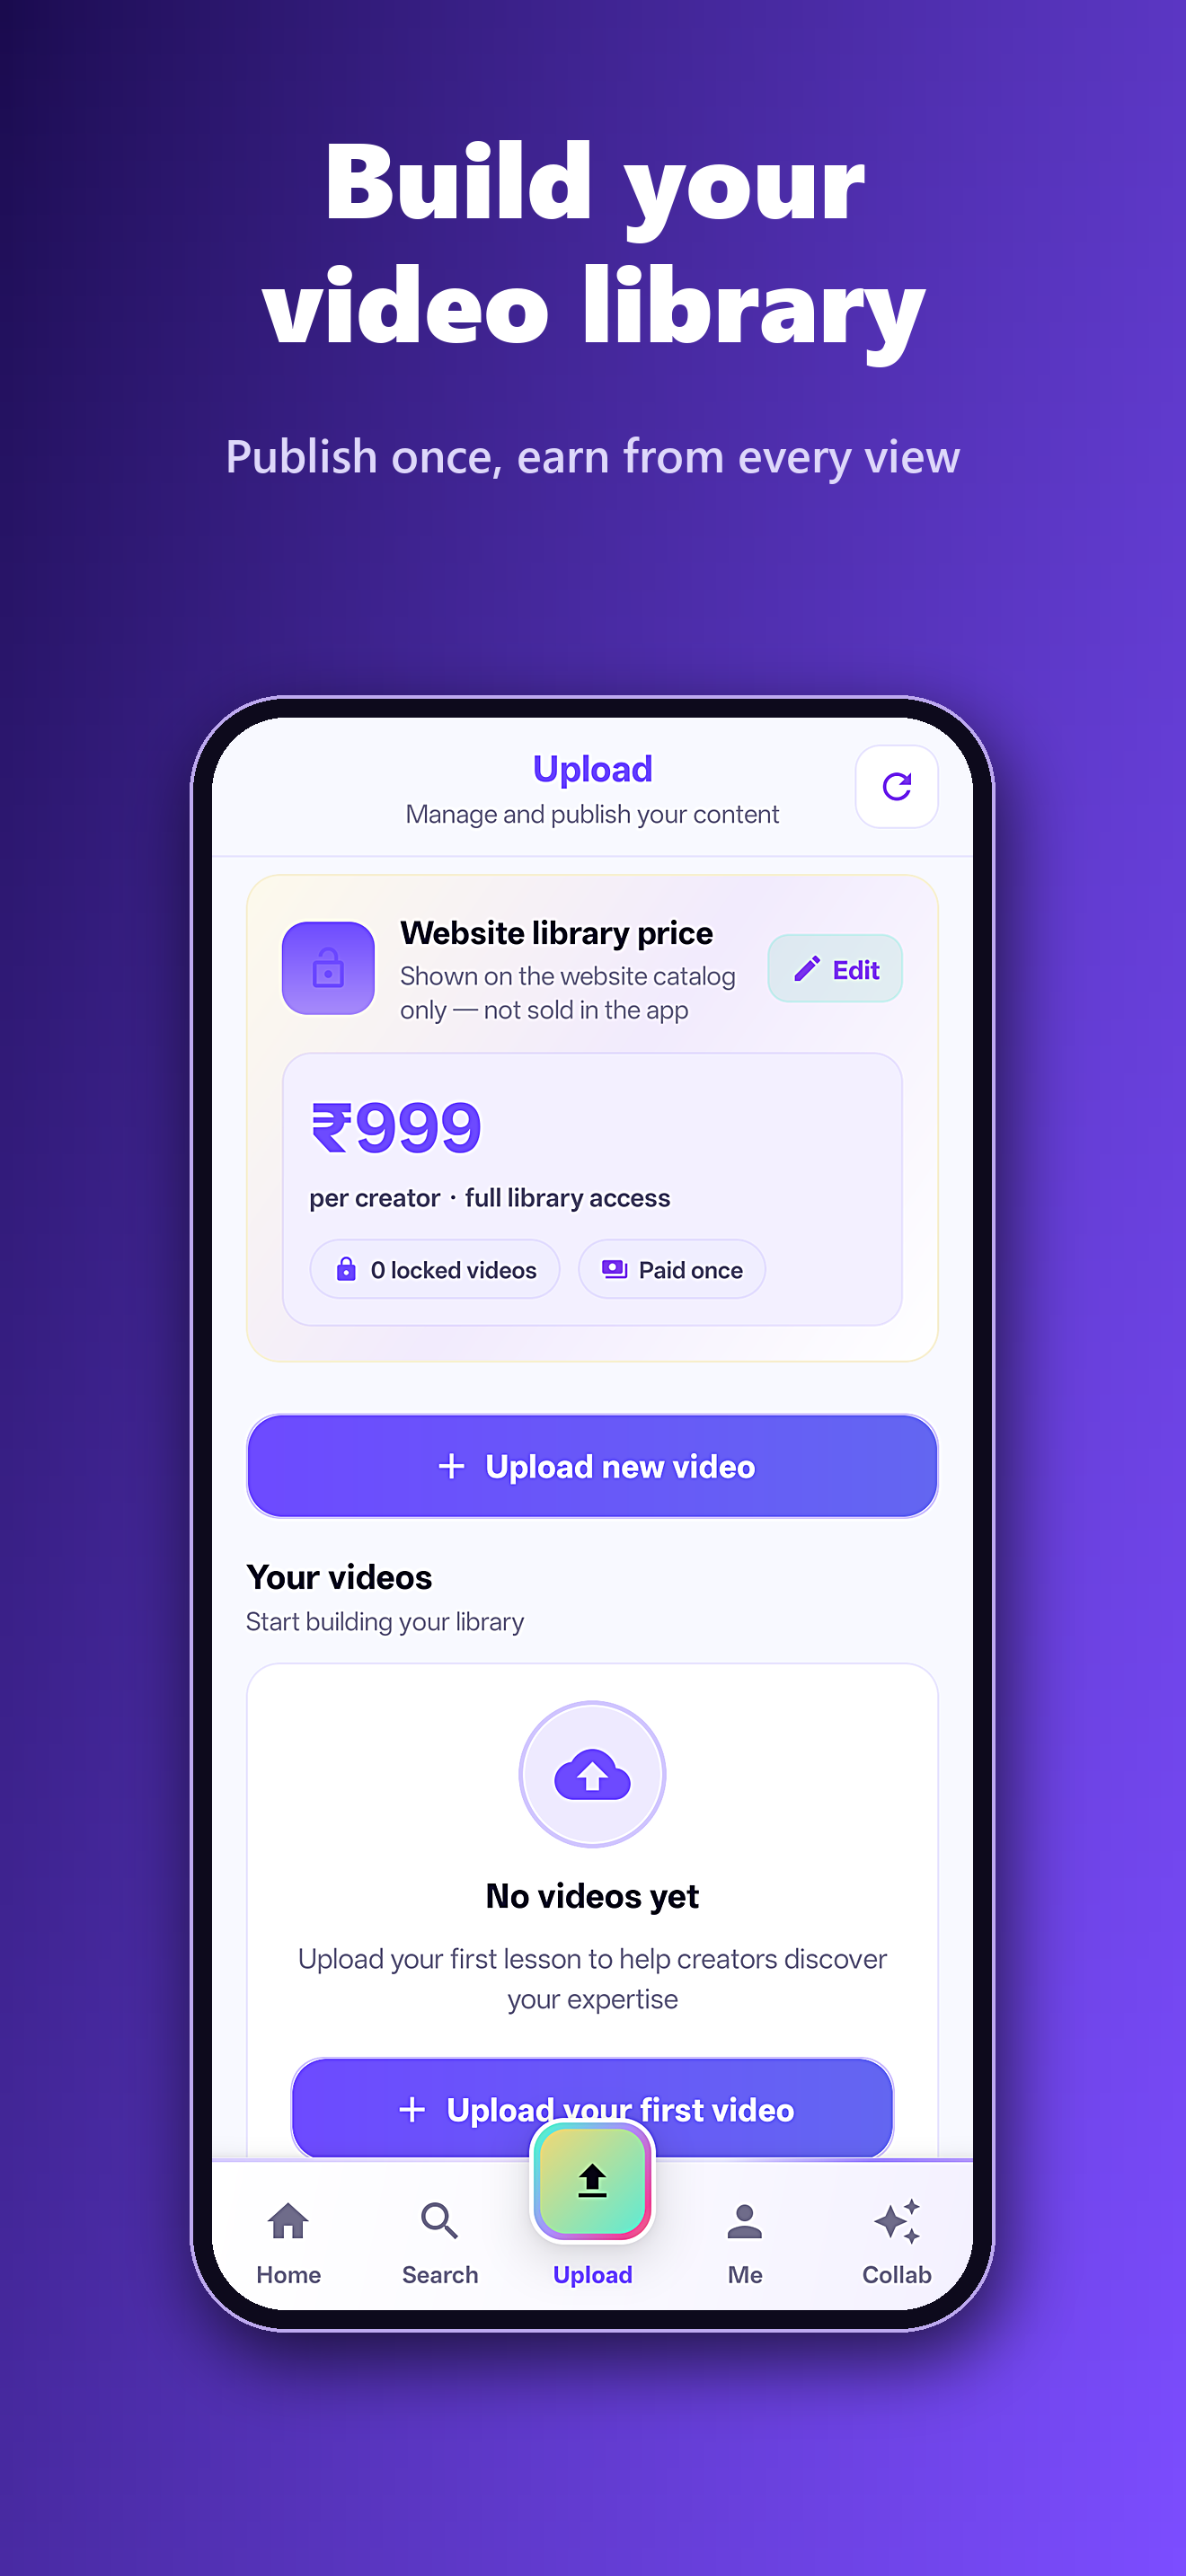 Build your
video library
Publish once, earn from every view
Upload
Manage and publish your content
Website library price
Shown on the website catalog
only — not sold in the app
Edit
₹999
per creator · full library access
0 locked videos
Paid once
Upload new video
Your videos
Start building your library
No videos yet
Upload your first lesson to help creators discover
your expertise
Upload your first video
Home
Search
Upload
Me
Collab